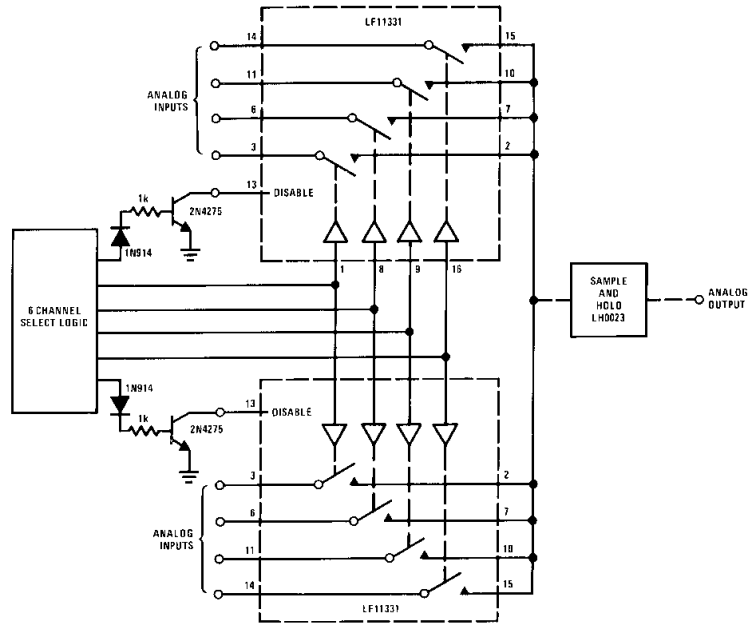 LF11331
14
15
11
10
ANALOG
INPUTS
6
7
3
2
13
DISABLE
1k
2N4275
1N914
1
8
9
16
6 CHANNEL
SELECT LOGIC
SAMPLE
AND
HOLD
LH0023
ANALOG
OUTPUT
1N914
1k
2N4275
13
DISABLE
3
2
6
7
ANALOG
INPUTS
11
10
14
15
LF11331